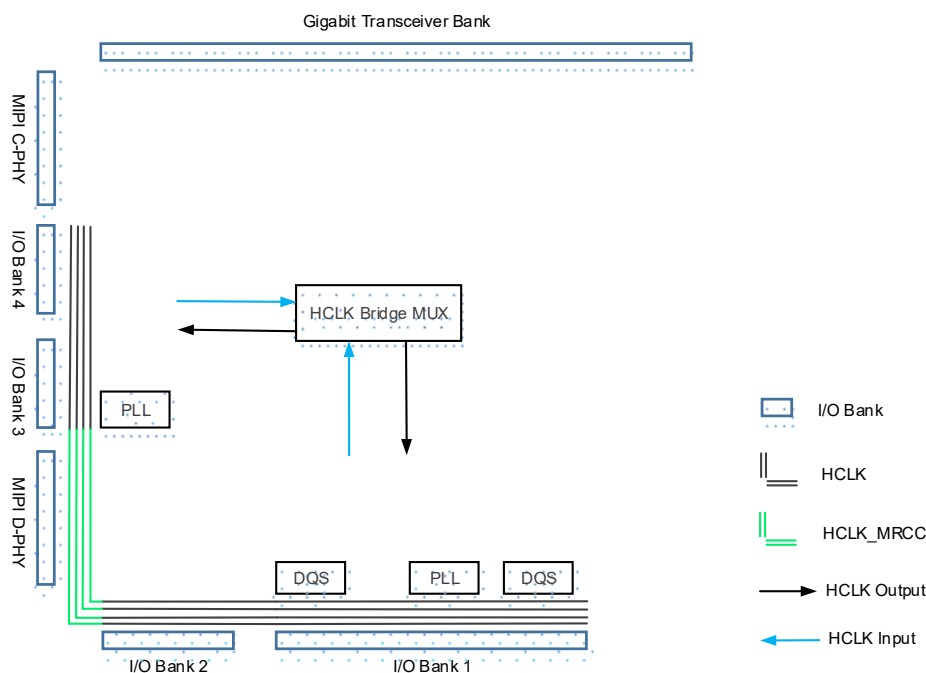 Gigabit Transceiver Bank
MIPI C-PHY
I/O Bank 4
HCLK Bridge MUX
I/O Bank 3
PLL
I/O Bank
HCLK
MIPI D-PHY
HCLK_MRCC
DQS
PLL
DQS
HCLK Output
HCLK Input
I/O Bank 2
I/O Bank 1